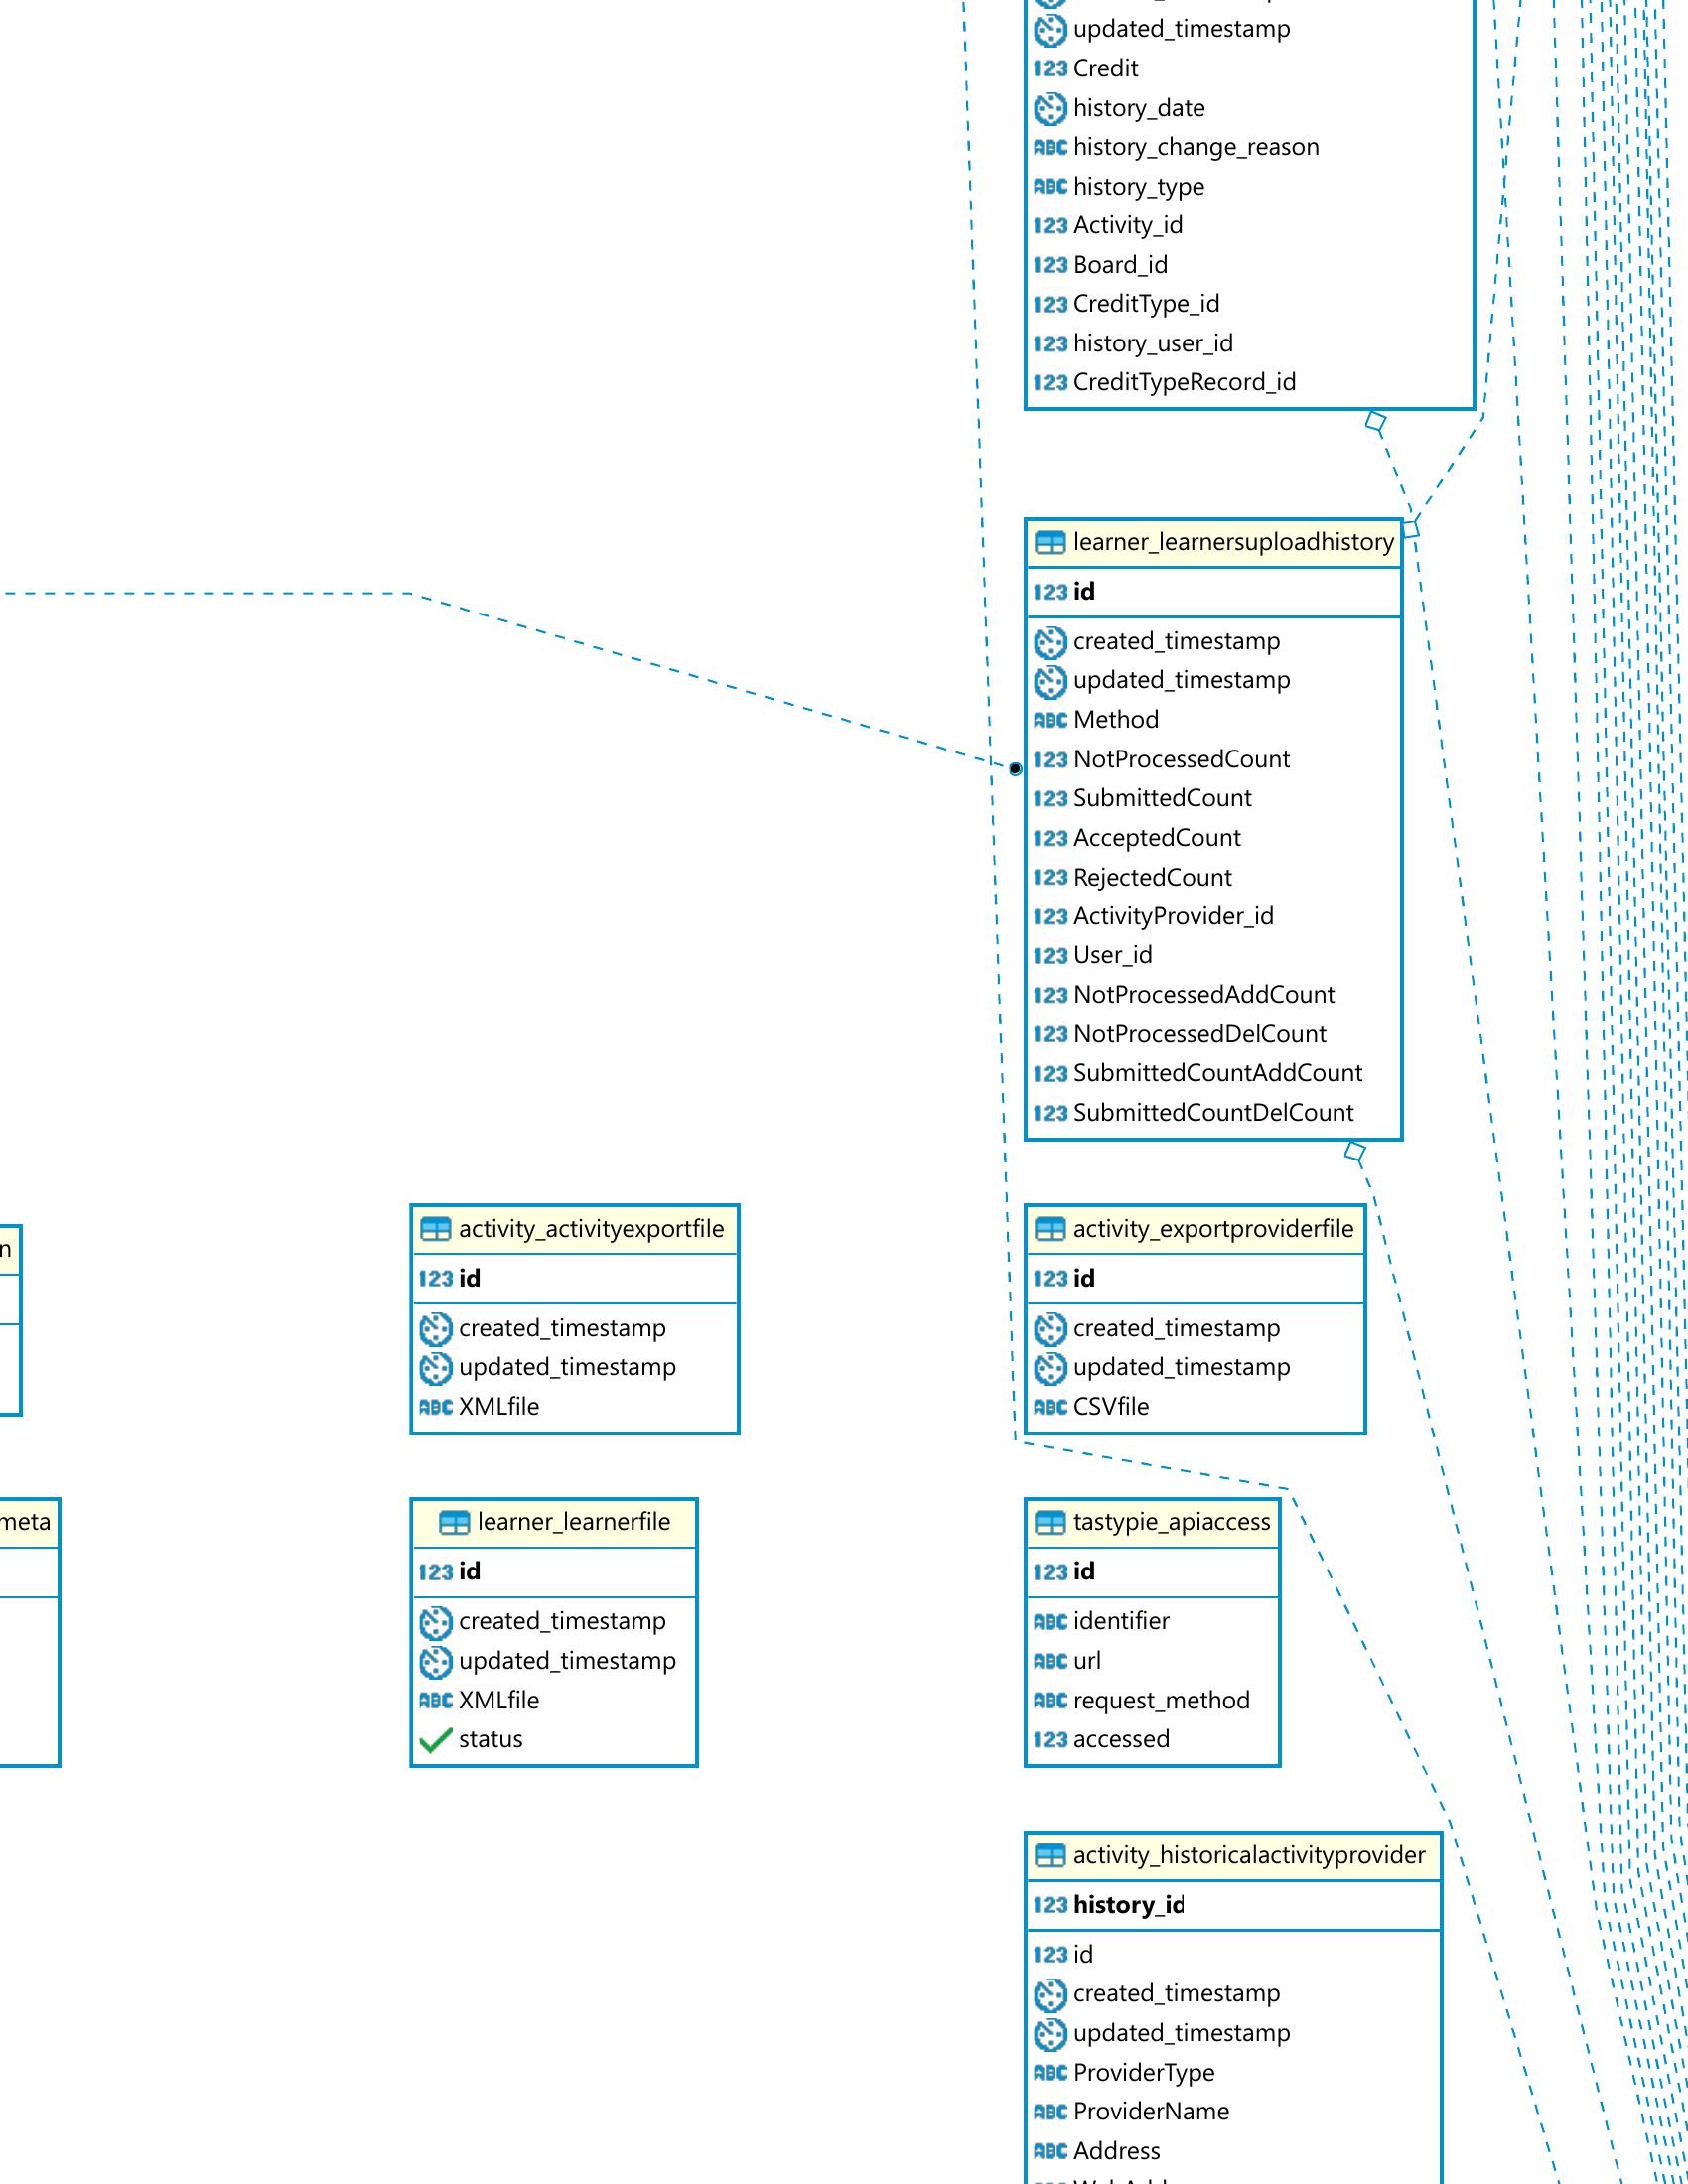 updated_timestamp
123 Credit
history_date
ABC history_change_reason
ABC history_type
123 Activity_id
123 Board_id
123 CreditType_id
123 history_user_id
123 CreditTypeRecord_id
learner_learnersuploadhistory
123 id
created_timestamp
updated_timestamp
ABC Method
123 NotProcessedCount
123 SubmittedCount
123 AcceptedCount
123 RejectedCount
123 ActivityProvider_id
123 User_id
123 NotProcessedAddCount
123 NotProcessedDelCount
123 SubmittedCountAddCount
123 SubmittedCountDelCount
n
activity_activityexportfile
123 id
created_timestamp
updated_timestamp
ABC XMLfile
activity_exportproviderfile
123 id
created_timestamp
updated_timestamp
ABC CSVfile
meta
learner_learnerfile
123 id
created_timestamp
updated_timestamp
ABC XMLfile
status
tastypie_apiaccess
123 id
ABC identifier
ABC url
ABC request_method
123 accessed
activity_historicalactivityprovider
123 history_id
123 id
created_timestamp
updated_timestamp
ABC ProviderType
ABC ProviderName
ABC Address